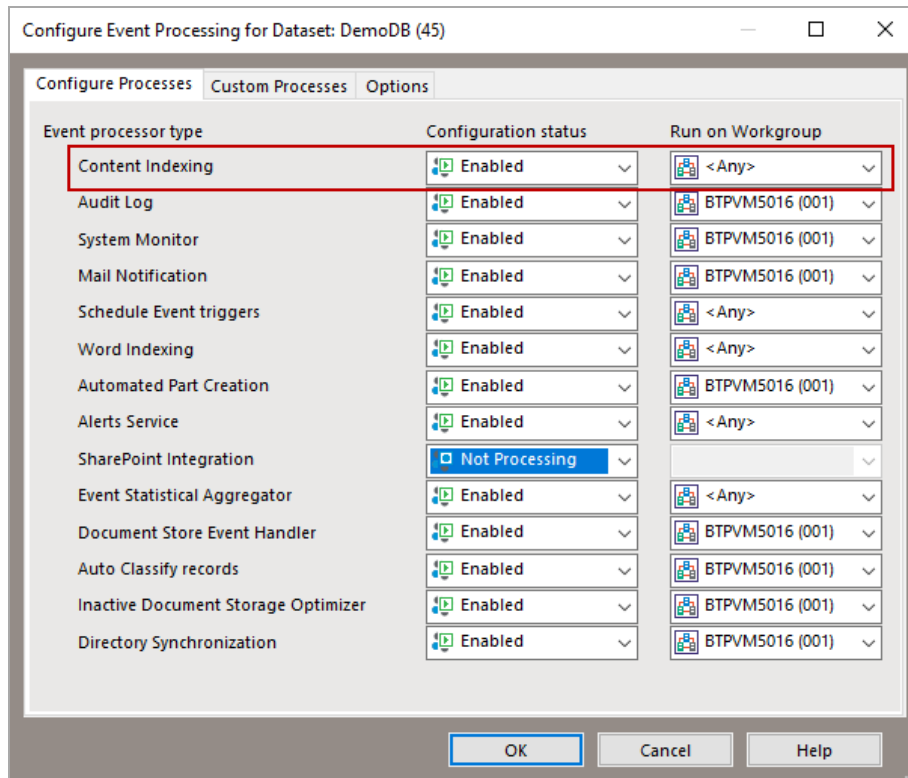 Configure Event Processing for Dataset: DemoDB (45)
Configure Processes Custom Processes Options
Event processor type Configuration status Run on Workgroup
Content Indexing Enabled <Any>
Audit Log Enabled BTPVM5016 (001)
System Monitor Enabled BTPVM5016 (001)
Mail Notification Enabled BTPVM5016 (001)
Schedule Event triggers Enabled <Any>
Word Indexing Enabled <Any>
Automated Part Creation Enabled BTPVM5016 (001)
Alerts Service Enabled <Any>
SharePoint Integration Not Processing
Event Statistical Aggregator Enabled <Any>
Document Store Event Handler Enabled BTPVM5016 (001)
Auto Classify records Enabled BTPVM5016 (001)
Inactive Document Storage Optimizer Enabled BTPVM5016 (001)
Directory Synchronization Enabled BTPVM5016 (001)
OK Cancel Help